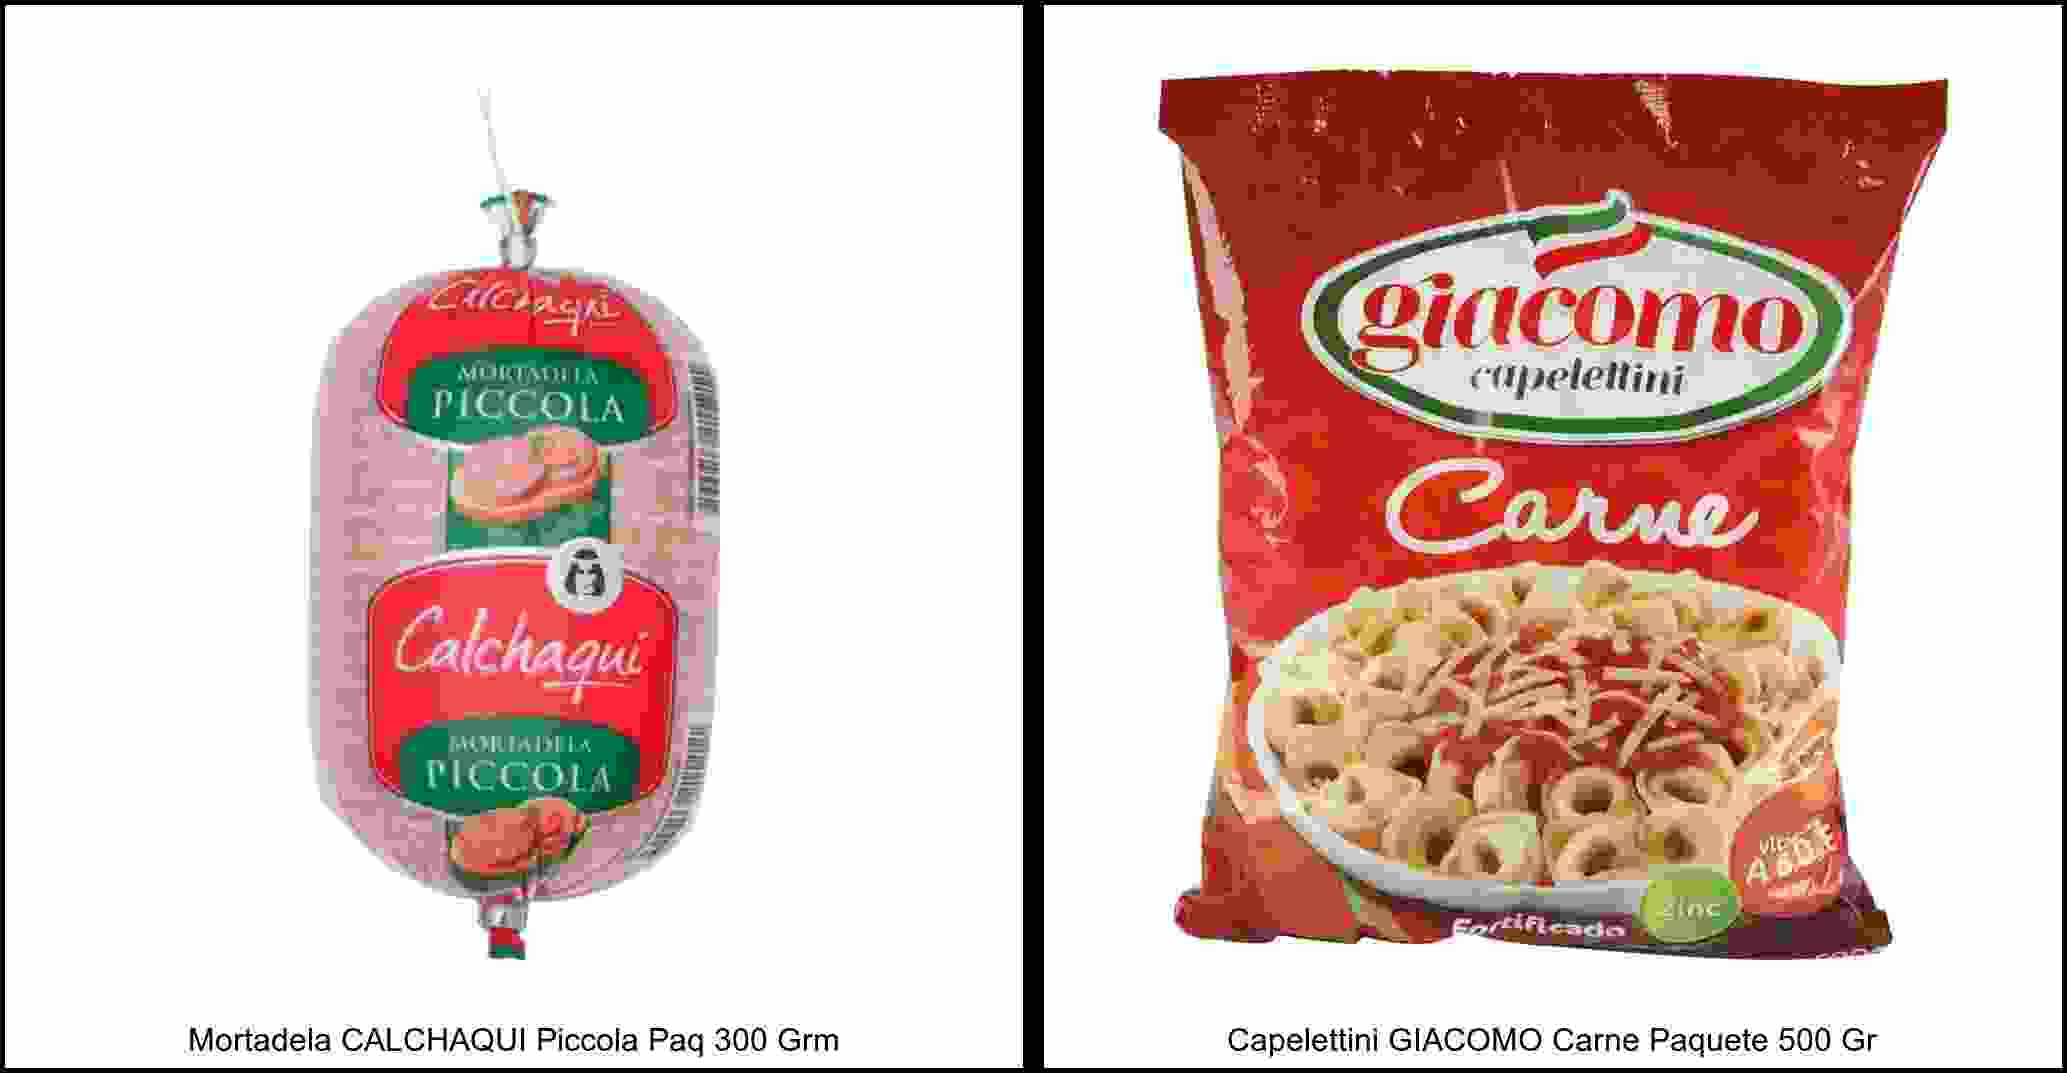 Calchaqui
MORTADELA
PICCOLA
Calchaqui
MORTADELA
PICCOLA
Mortadela CALCHAQUI Piccola Paq 300 Grm
giacomo
capelettini
Carne
Fortificado
zinc
Capelettini GIACOMO Carne Paquete 500 Gr